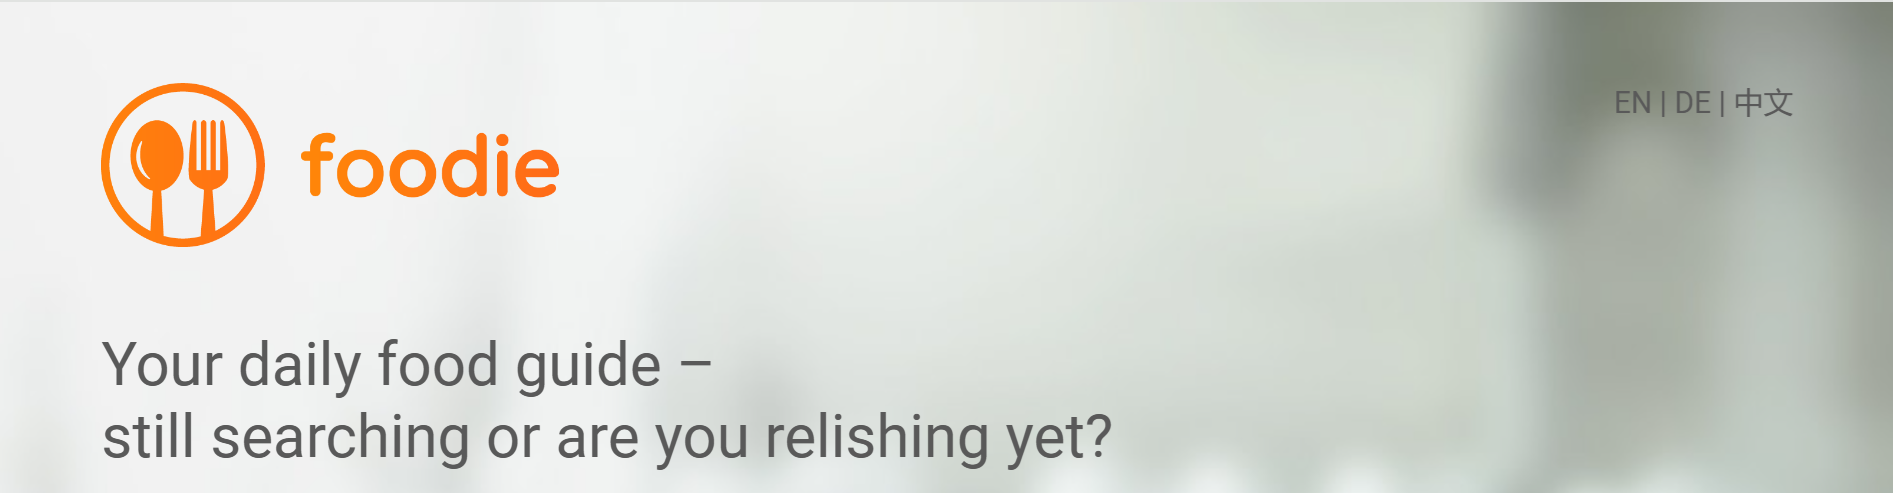 foodie
EN | DE | 中文
Your daily food guide –
still searching or are you relishing yet?